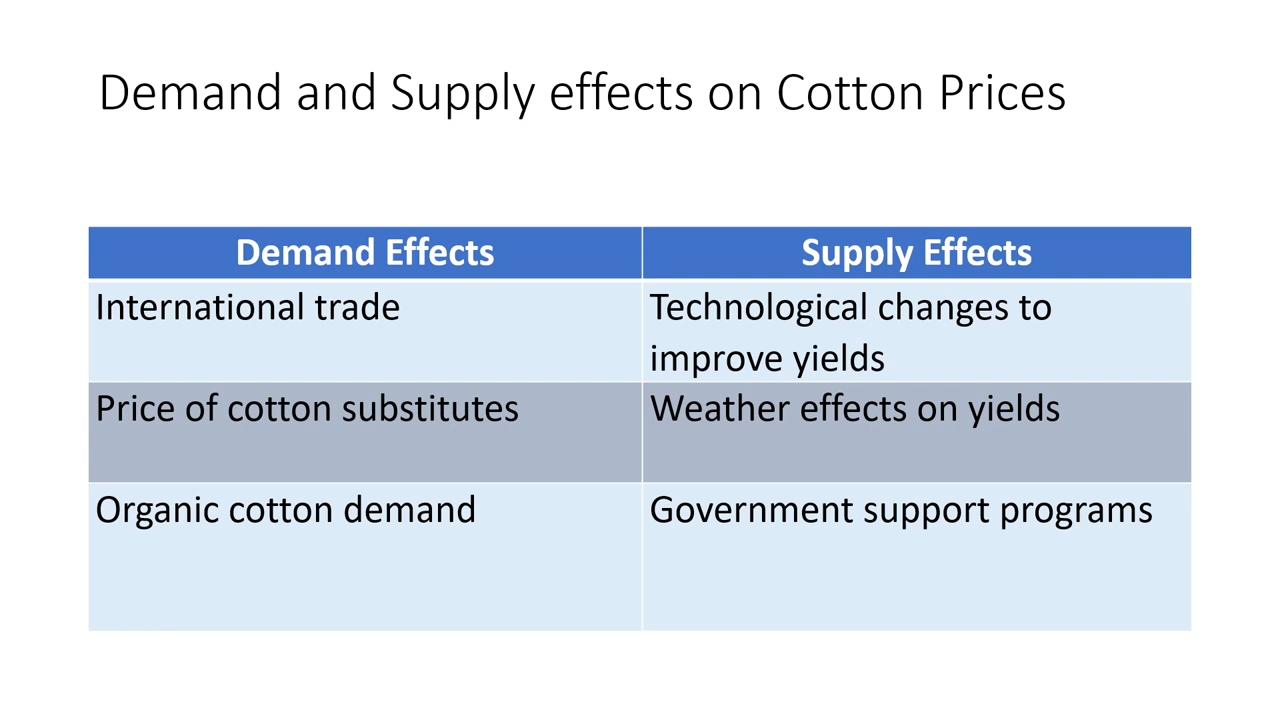 Demand and Supply effects on Cotton Prices
Demand Effects
Supply Effects
International trade
Technological changes to
improve yields
Price of cotton substitutes
Weather effects on yields
Organic cotton demand
Government support programs